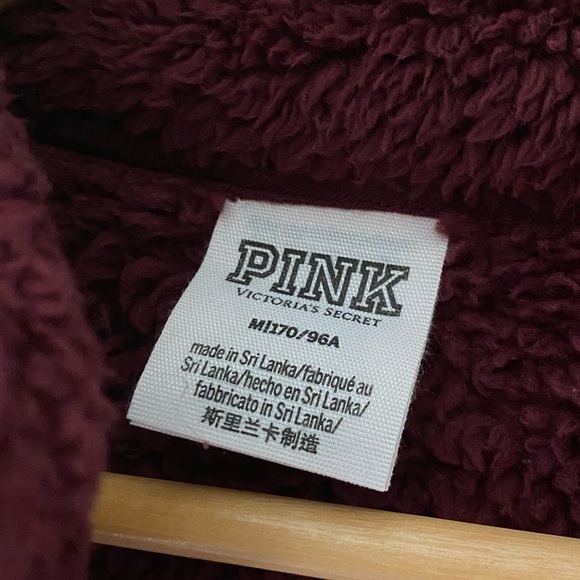 PINK
VICTORIA'S SECRET
M|170/96A
made in Sri Lanka/fabriqué au
Sri Lanka/hecho en Sri Lanka/
fabbricato in Sri Lanka/
斯里兰卡制造